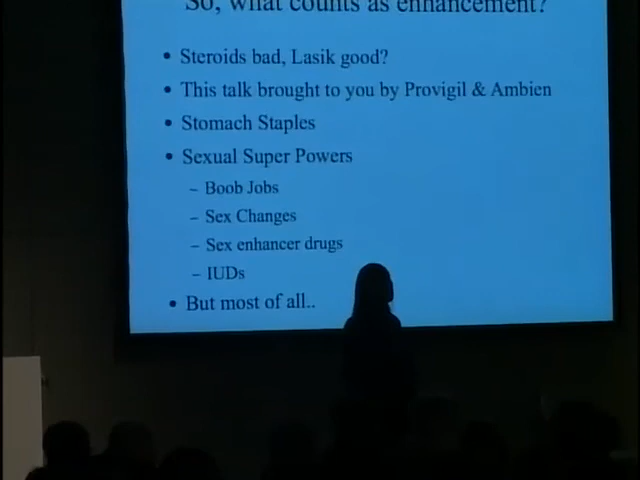 So, what counts as enhancement?
• Steroids bad, Lasik good?
• This talk brought to you by Provigil & Ambien
• Stomach Staples
• Sexual Super Powers
– Boob Jobs
– Sex Changes
– Sex enhancer drugs
– IUDs
• But most of all..